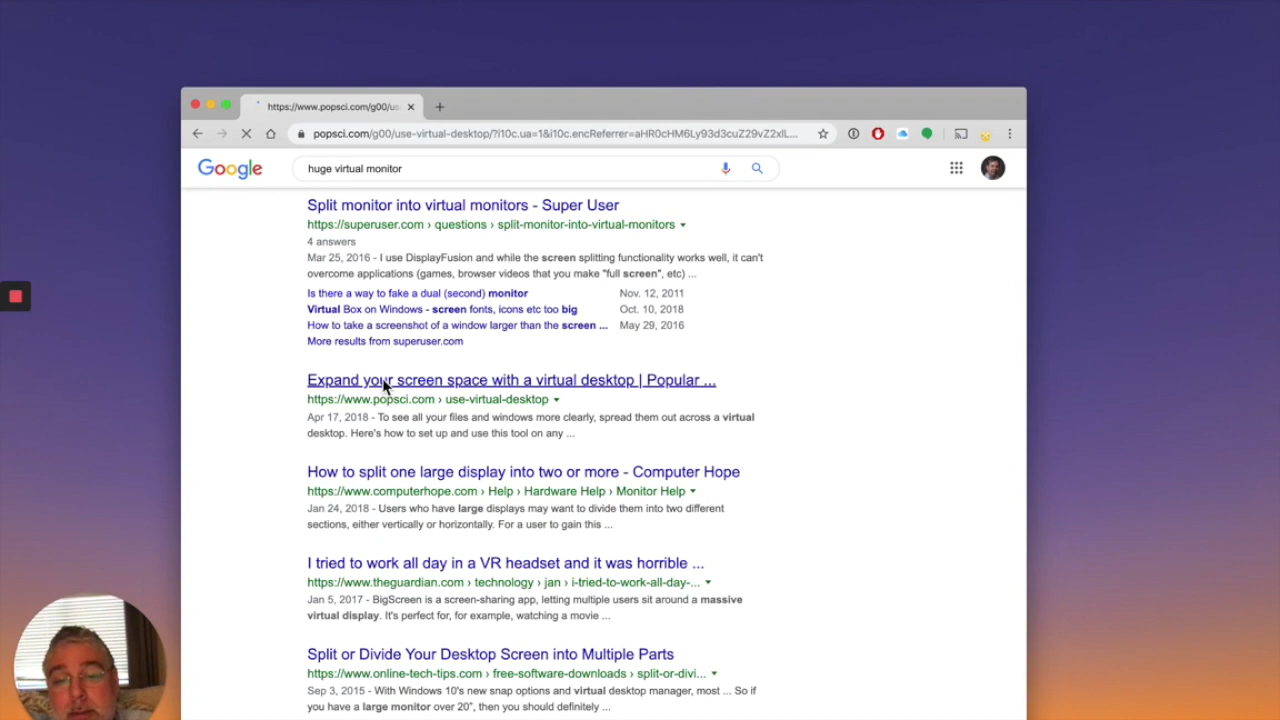 https://www.popsci.com/g00/us
popsci.com/g00/use-virtual-desktop/?i10c.ua=1&i10c.encReferrer=aHR0cHM6Ly93d3cuZ29vZ2xlL...
Google
huge virtual monitor
Split monitor into virtual monitors - Super User
https://superuser.com › questions › split-monitor-into-virtual-monitors
4 answers
Mar 25, 2016 - I use DisplayFusion and while the screen splitting functionality works well, it can't
overcome applications (games, browser videos that you make "full screen", etc) ...
Is there a way to fake a dual (second) monitor Nov. 12, 2011
Virtual Box on Windows - screen fonts, icons etc too big Oct. 10, 2018
How to take a screenshot of a window larger than the screen ... May 29, 2016
More results from superuser.com
Expand your screen space with a virtual desktop | Popular ...
https://www.popsci.com › use-virtual-desktop
Apr 17, 2018 - To see all your files and windows more clearly, spread them out across a virtual
desktop. Here's how to set up and use this tool on any ...
How to split one large display into two or more - Computer Hope
https://www.computerhope.com › Help › Hardware Help › Monitor Help
Jan 24, 2018 - Users who have large displays may want to divide them into two different
sections, either vertically or horizontally. For a user to gain this ...
I tried to work all day in a VR headset and it was horrible ...
https://www.theguardian.com › technology › jan › i-tried-to-work-all-day-...
Jan 5, 2017 - BigScreen is a screen-sharing app, letting multiple users sit around a massive
virtual display. It's perfect for, for example, watching a movie ...
Split or Divide Your Desktop Screen into Multiple Parts
https://www.online-tech-tips.com › free-software-downloads › split-or-divi...
Sep 3, 2015 - With Windows 10's new snap options and virtual desktop manager, most ... So if
you have a large monitor over 20", then you should definitely ...